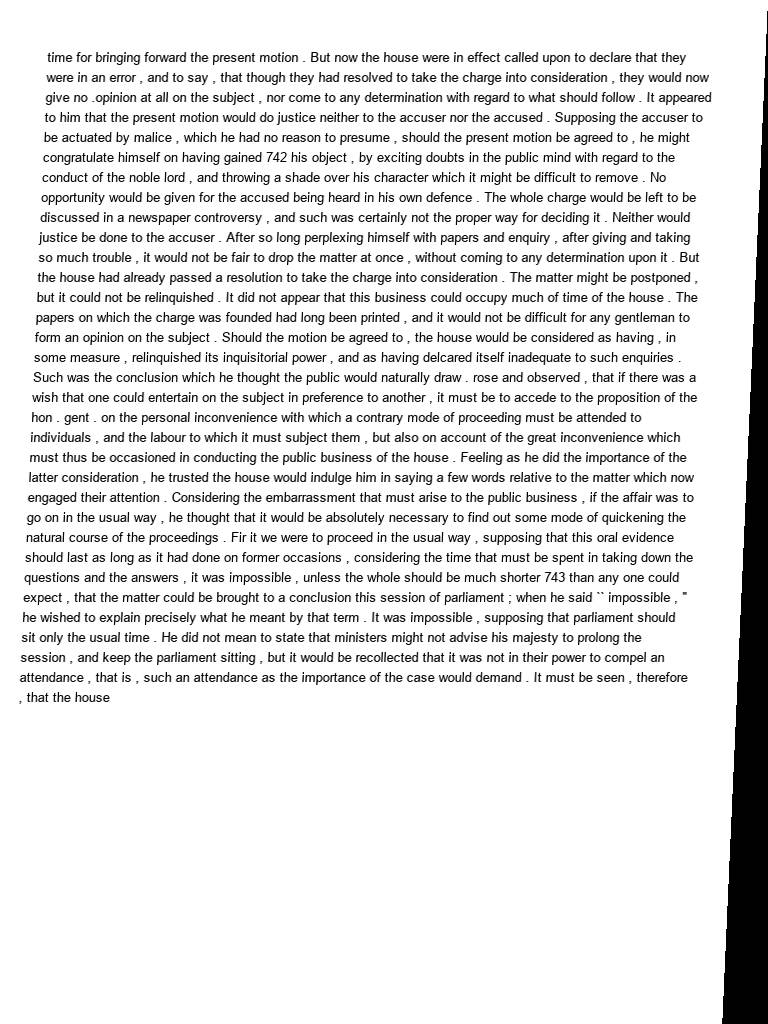 time for bringing forward the present motion . But now the house were in effect called upon to declare that they
were in an error , and to say , that though they had resolved to take the charge into consideration , they would now
give no .opinion at all on the subject , nor come to any determination with regard to what should follow . It appeared
to him that the present motion would do justice neither to the accuser nor the accused . Supposing the accuser to
be actuated by malice , which he had no reason to presume , should the present motion be agreed to , he might
congratulate himself on having gained 742 his object , by exciting doubts in the public mind with regard to the
conduct of the noble lord , and throwing a shade over his character which it might be difficult to remove . No
opportunity would be given for the accused being heard in his own defence . The whole charge would be left to be
discussed in a newspaper controversy , and such was certainly not the proper way for deciding it . Neither would
justice be done to the accuser . After so long perplexing himself with papers and enquiry , after giving and taking
so much trouble , it would not be fair to drop the matter at once , without coming to any determination upon it . But
the house had already passed a resolution to take the charge into consideration . The matter might be postponed ,
but it could not be relinquished . It did not appear that this business could occupy much of time of the house . The
papers on which the charge was founded had long been printed , and it would not be difficult for any gentleman to
form an opinion on the subject . Should the motion be agreed to , the house would be considered as having , in
some measure , relinquished its inquisitorial power , and as having delcared itself inadequate to such enquiries .
Such was the conclusion which he thought the public would naturally draw . rose and observed , that if there was a
wish that one could entertain on the subject in preference to another , it must be to accede to the proposition of the
hon . gent . on the personal inconvenience with which a contrary mode of proceeding must be attended to
individuals , and the labour to which it must subject them , but also on account of the great inconvenience which
must thus be occasioned in conducting the public business of the house . Feeling as he did the importance of the
latter consideration , he trusted the house would indulge him in saying a few words relative to the matter which now
engaged their attention . Considering the embarrassment that must arise to the public business , if the affair was to
go on in the usual way , he thought that it would be absolutely necessary to find out some mode of quickening the
natural course of the proceedings . Fir it we were to proceed in the usual way , supposing that this oral evidence
should last as long as it had done on former occasions , considering the time that must be spent in taking down the
questions and the answers , it was impossible , unless the whole should be much shorter 743 than any one could
expect , that the matter could be brought to a conclusion this session of parliament ; when he said `` impossible , "
he wished to explain precisely what he meant by that term . It was impossible , supposing that parliament should
sit only the usual time . He did not mean to state that ministers might not advise his majesty to prolong the
session , and keep the parliament sitting , but it would be recollected that it was not in their power to compel an
attendance , that is , such an attendance as the importance of the case would demand . It must be seen , therefore
, that the house